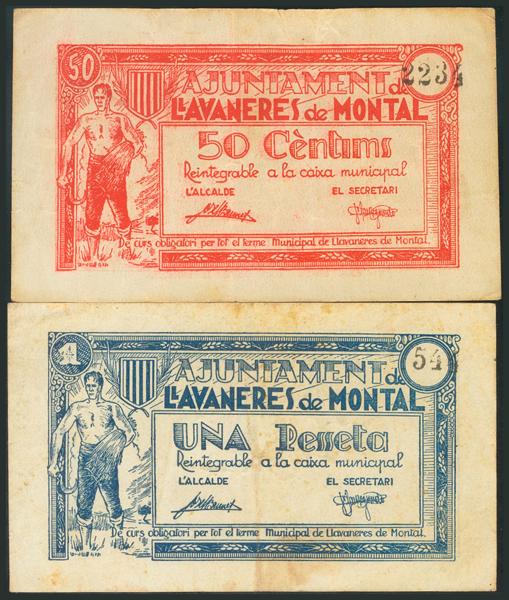 50
AJUNTAMENT de
2234
LLAVANERES de MONTAL
50 Cèntims
Reintegrable a la caixa municipal
L'ALCALDE EL SECRETARI
De curs obligatori per tot el terme Municipal de Llavaneres de Montal.
1
AJUNTAMENT de
54
LLAVANERES de MONTAL
UNA Pesseta
Reintegrable a la caixa municipal
L'ALCALDE EL SECRETARI
De curs obligatori per tot el terme Municipal de Llavaneres de Montal.